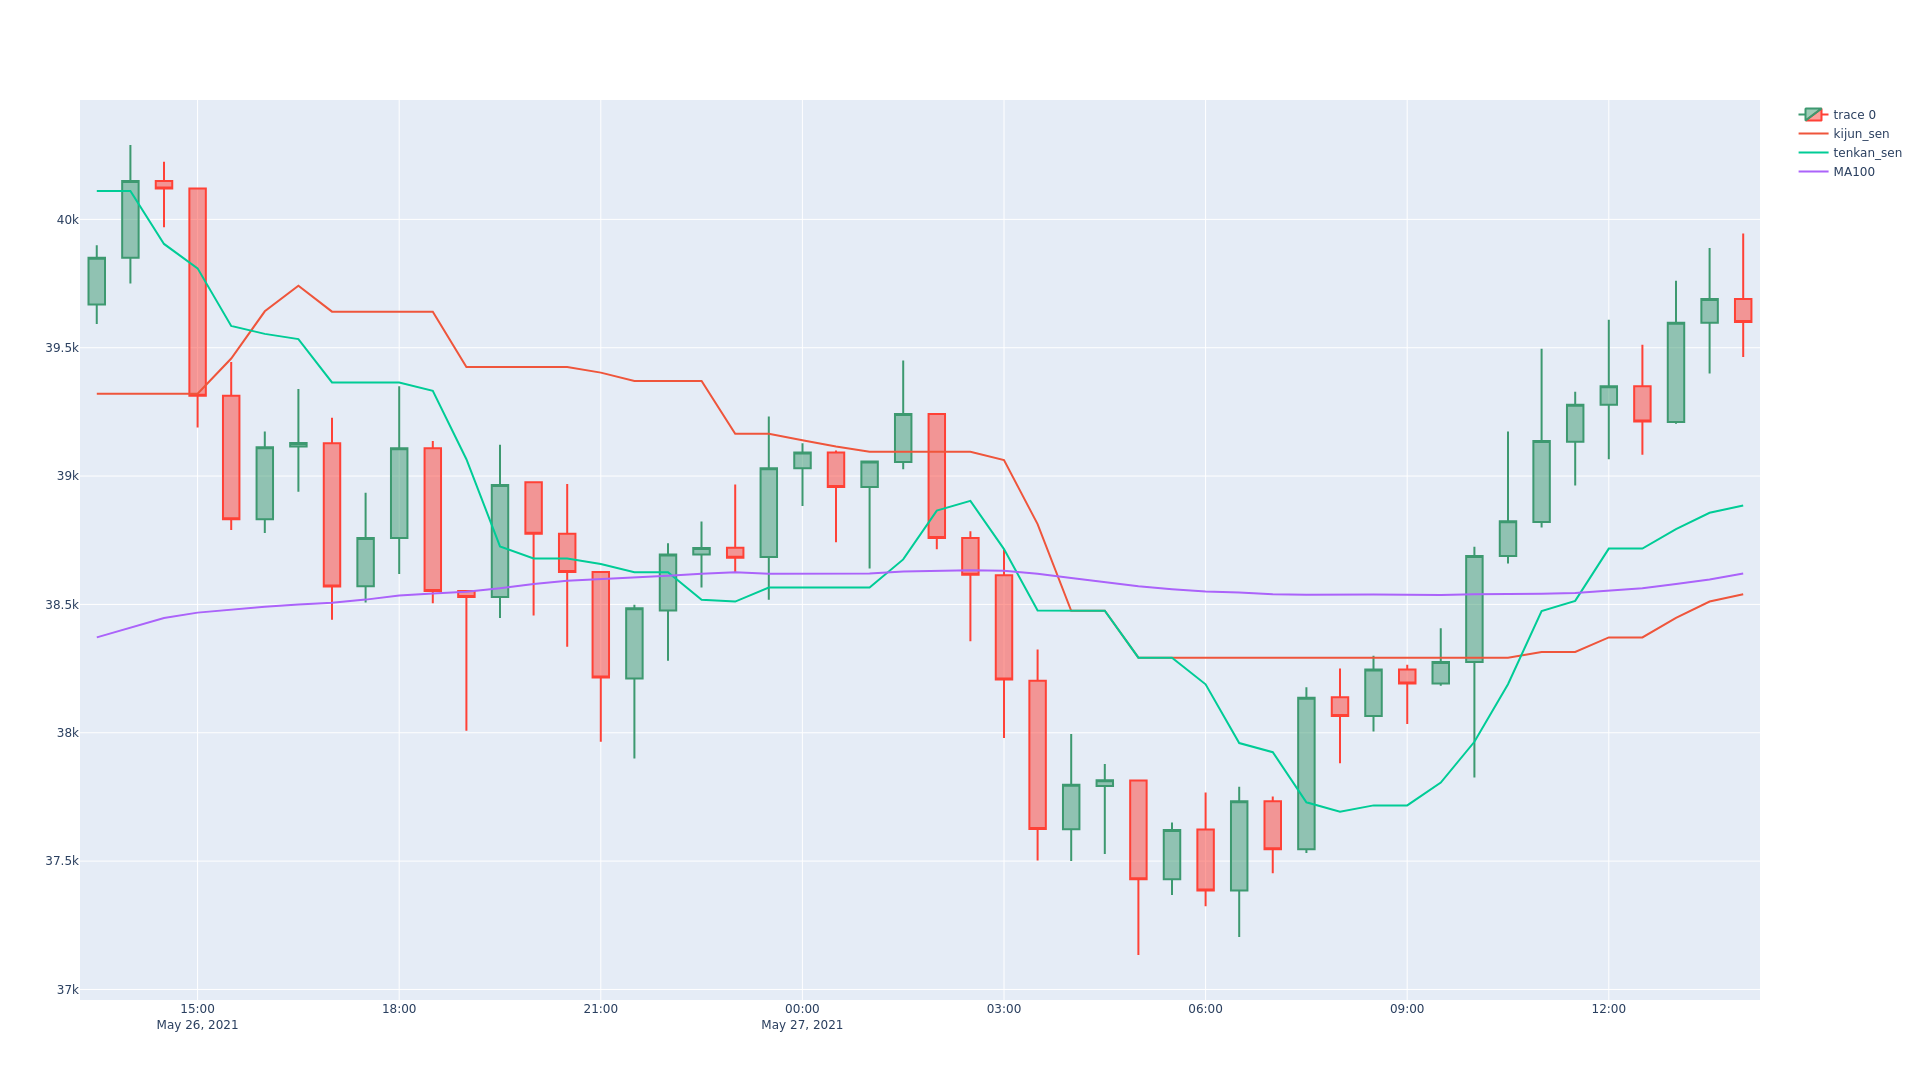 trace 0
kijun_sen
tenkan_sen
MA100
40k
39.5k
39k
38.5k
38k
37.5k
37k
15:00 18:00 21:00 00:00 03:00 06:00 09:00 12:00
May 26, 2021 May 27, 2021